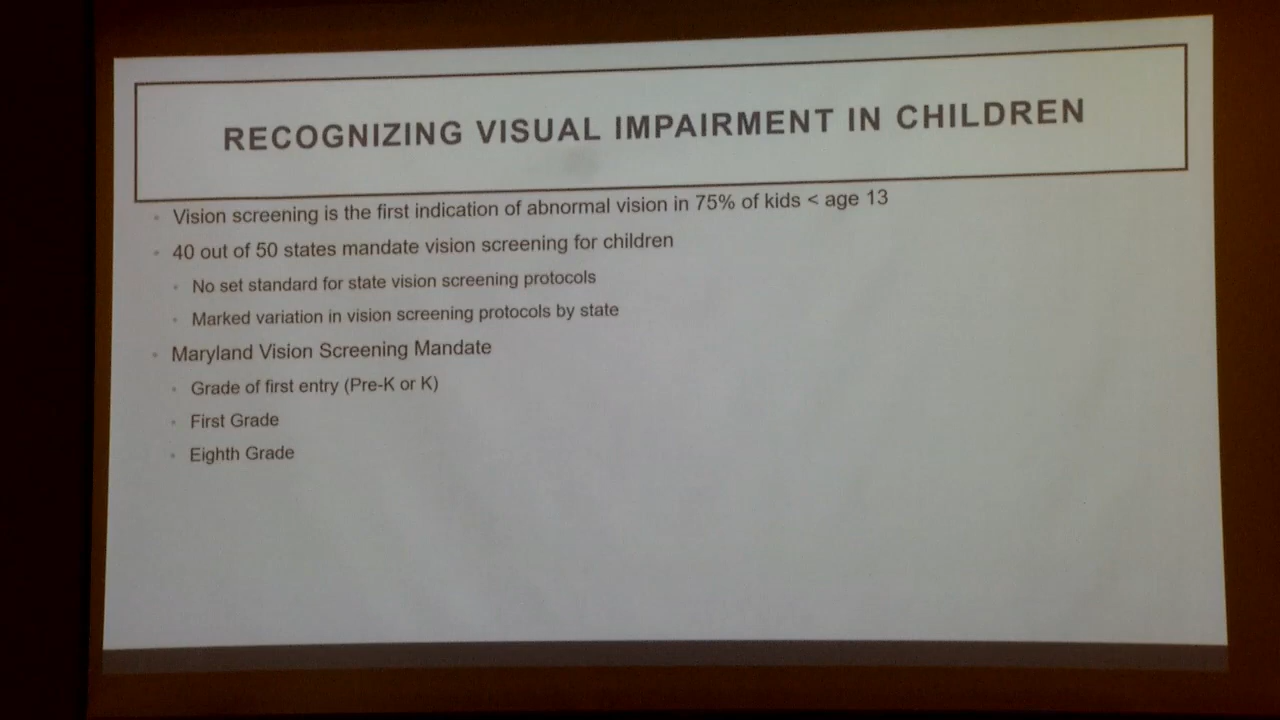 RECOGNIZING VISUAL IMPAIRMENT IN CHILDREN
Vision screening is the first indication of abnormal vision in 75% of kids < age 13
40 out of 50 states mandate vision screening for children
No set standard for state vision screening protocols
Marked variation in vision screening protocols by state
Maryland Vision Screening Mandate
Grade of first entry (Pre-K or K)
First Grade
Eighth Grade